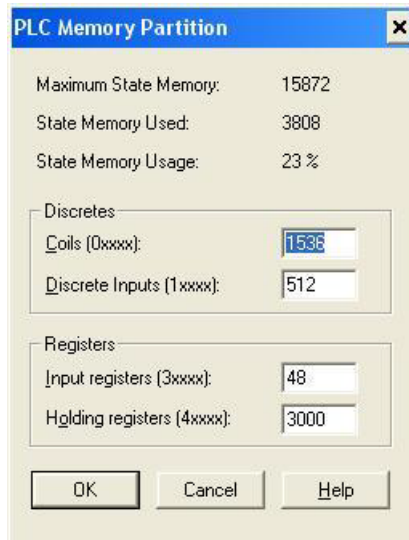 PLC Memory Partition
Maximum State Memory: 15872
State Memory Used: 3808
State Memory Usage: 23 %
Discretes
Coils (0xxxx): 1536
Discrete Inputs (1xxxx): 512
Registers
Input registers (3xxxx): 48
Holding registers (4xxxx): 3000
OK Cancel Help